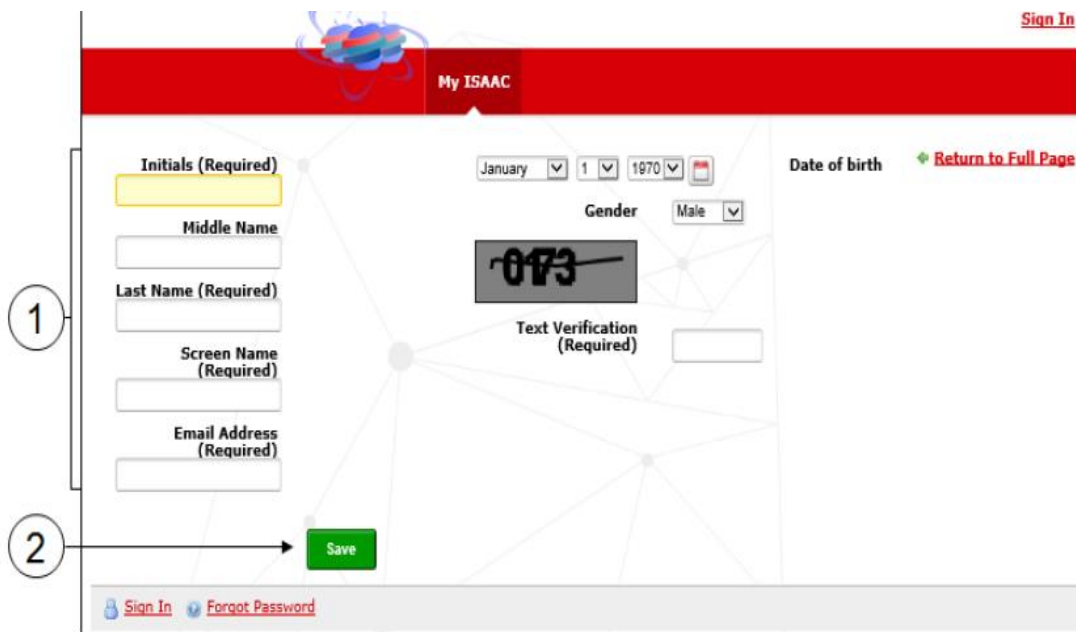 Sign In
My ISAAC
Initials (Required)
Middle Name
Last Name (Required)
Screen Name
(Required)
Email Address
(Required)
January 1 1970
Gender Male
0173
Text Verification
(Required)
Date of birth
Return to Full Page
1
2
Save
Sign In Forgot Password